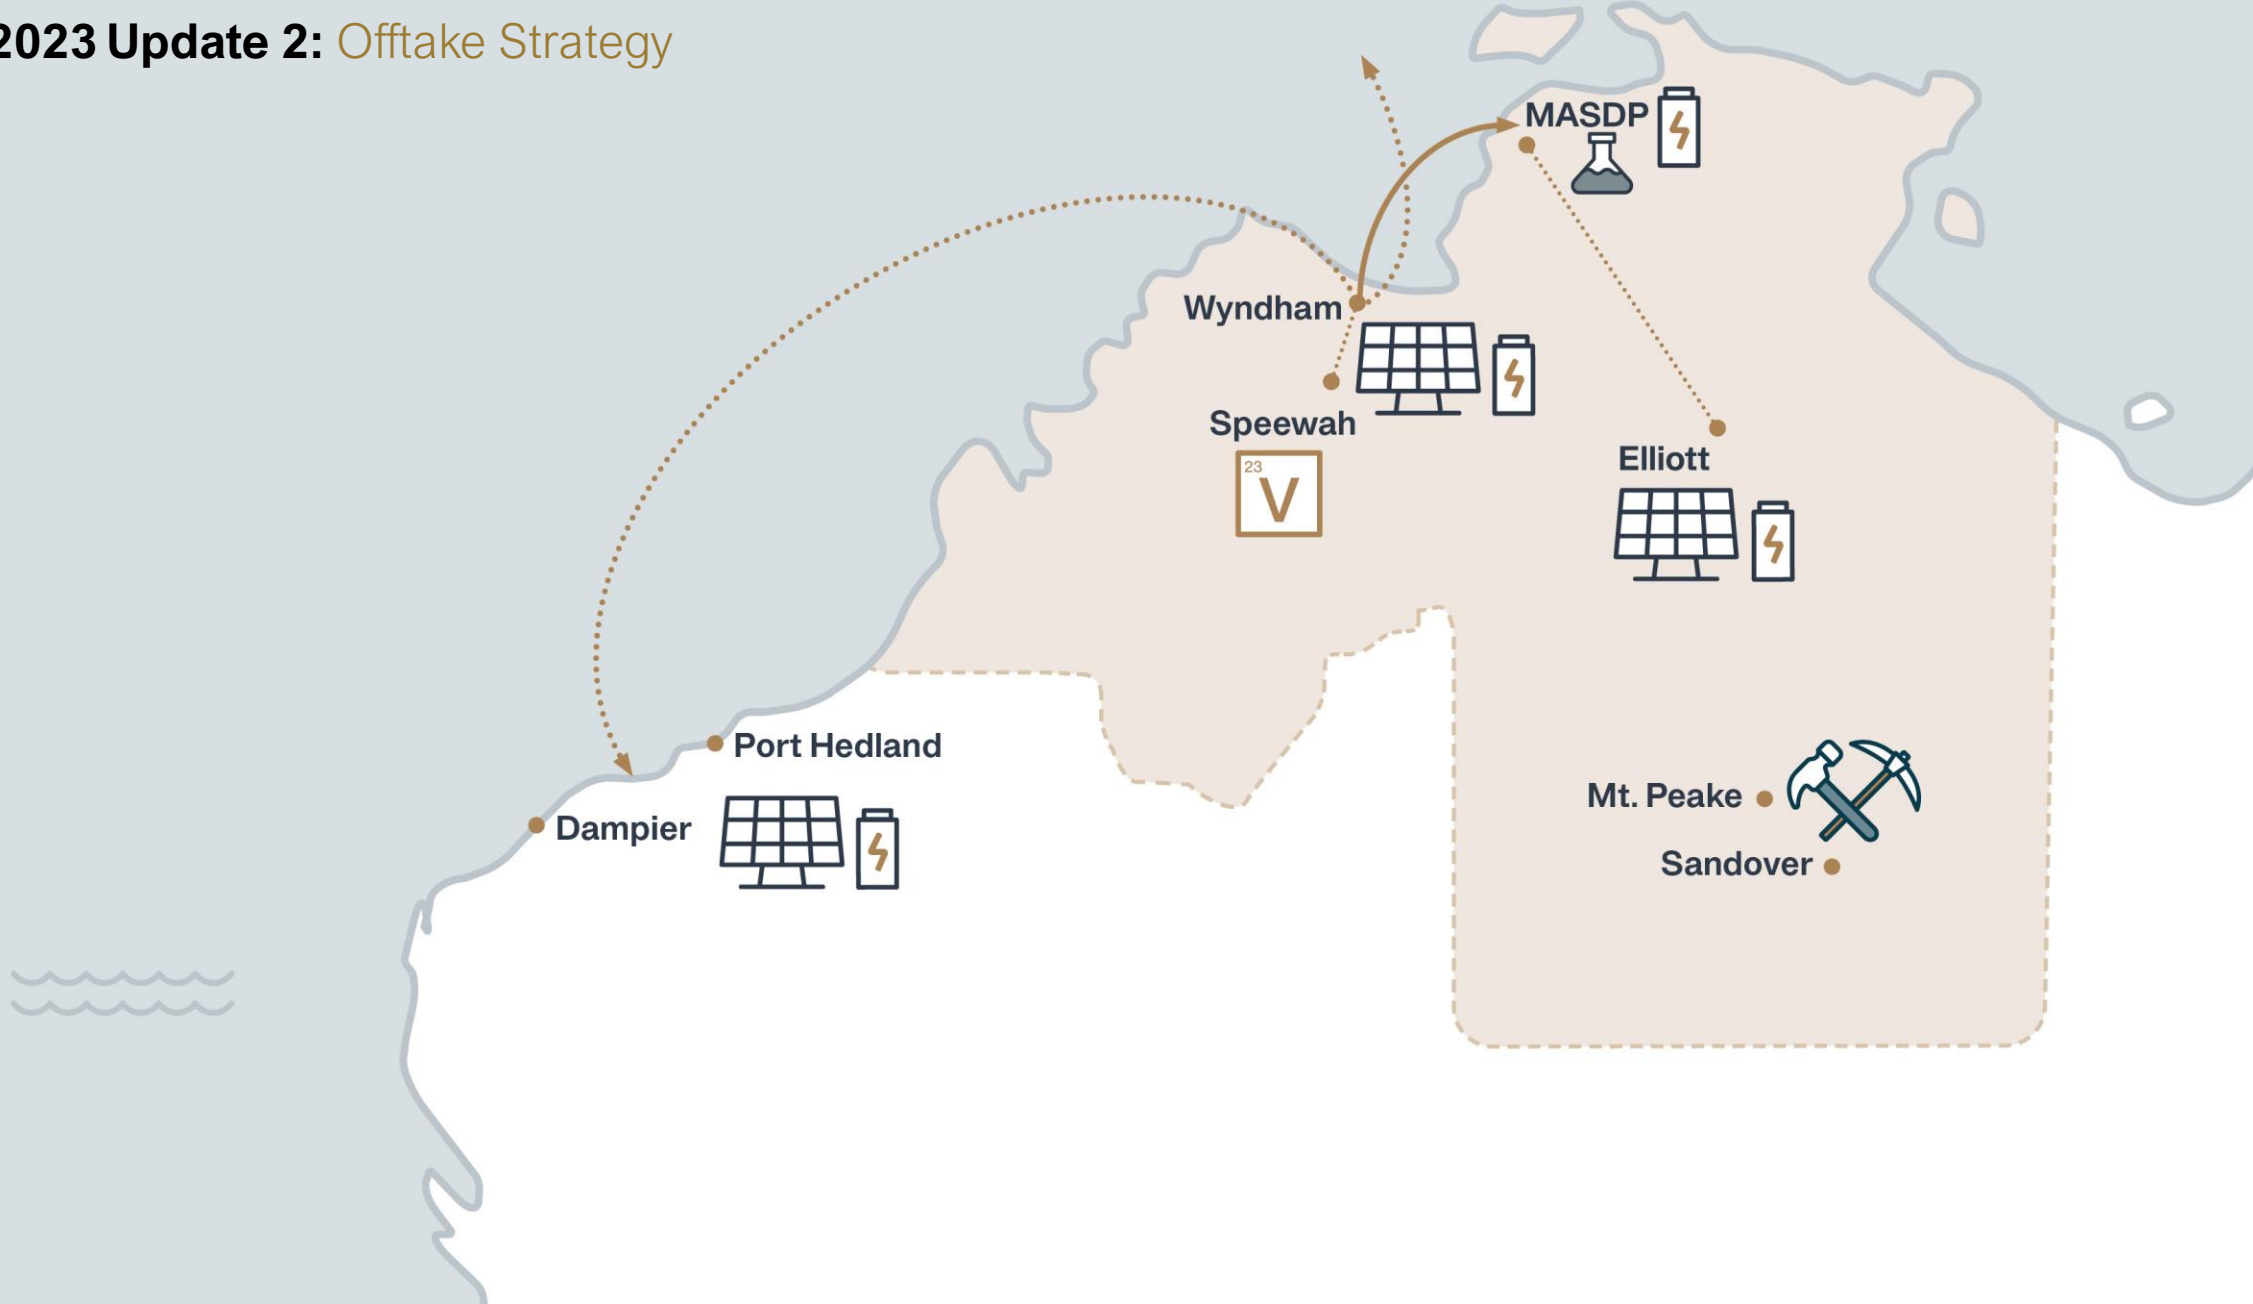 2023 Update 2: Offtake Strategy
MASDP
Wyndham
Speewah
23
V
Elliott
Port Hedland
Dampier
Mt. Peake
Sandover